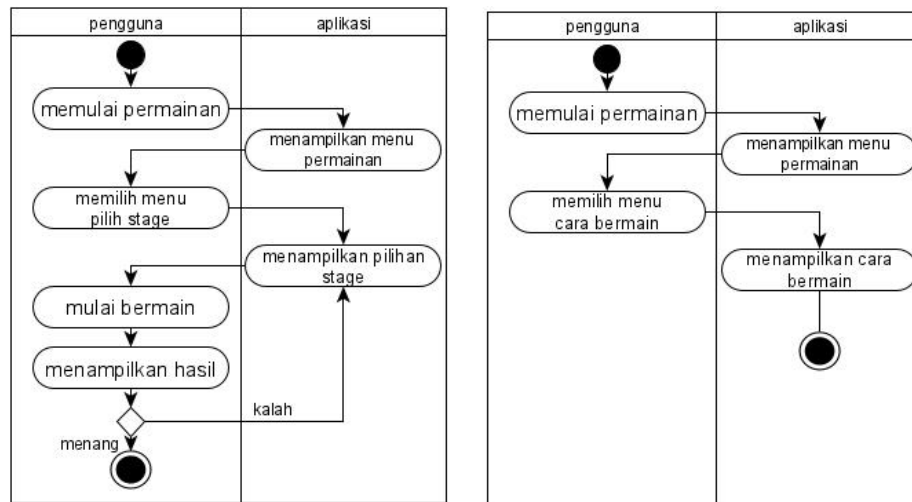 pengguna
aplikasi
memulai permainan
menampilkan menu
permainan
memilih menu
pilih stage
menampilkan pilihan
stage
mulai bermain
menampilkan hasil
kalah
menang
pengguna
aplikasi
memulai permainan
menampilkan menu
permainan
memilih menu
cara bermain
menampilkan cara
bermain